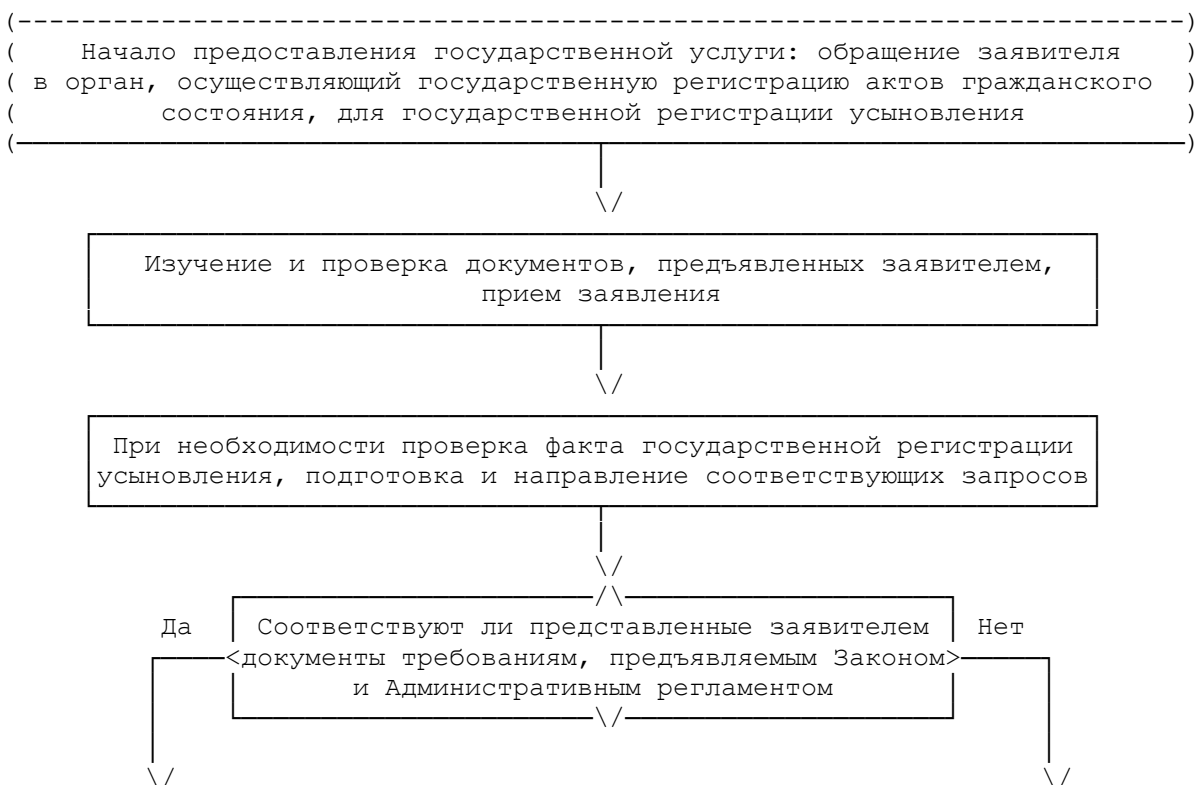 Начало предоставления государственной услуги: обращение заявителя
в орган, осуществляющий государственную регистрацию актов гражданского
состояния, для государственной регистрации усыновления
Изучение и проверка документов, предъявленных заявителем,
прием заявления
При необходимости проверка факта государственной регистрации
усыновления, подготовка и направление соответствующих запросов
Да Соответствуют ли представленные заявителем Нет
<документы требованиям, предъявляемым Законом>
и Административным регламентом